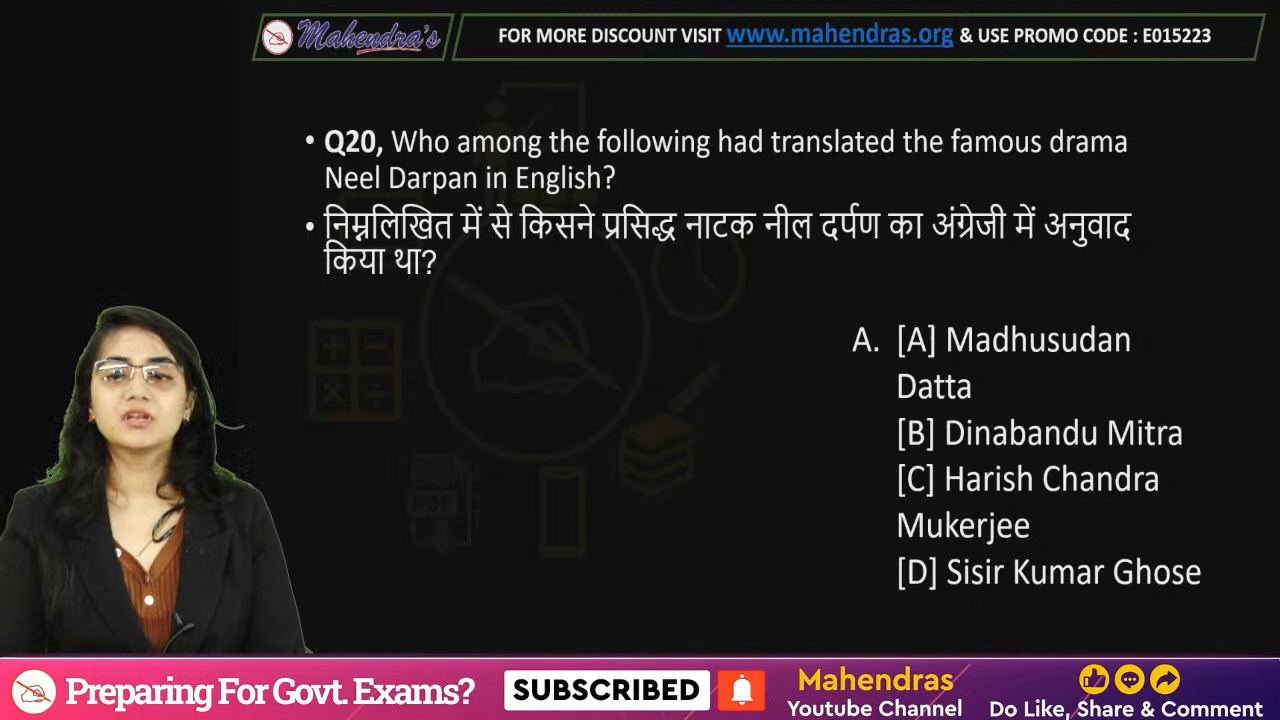 Mahendra's
FOR MORE DISCOUNT VISIT www.mahendras.org & USE PROMO CODE : E015223
• Q20, Who among the following had translated the famous drama
Neel Darpan in English?
• निम्नलिखित में से किसने प्रसिद्ध नाटक नील दर्पण का अंग्रेजी में अनुवाद
किया था?
A. [A] Madhusudan
Datta
[B] Dinabandu Mitra
[C] Harish Chandra
Mukerjee
[D] Sisir Kumar Ghose
PDF
Preparing For Govt. Exams?
SUBSCRIBED
Mahendras
Youtube Channel
Do Like, Share & Comment